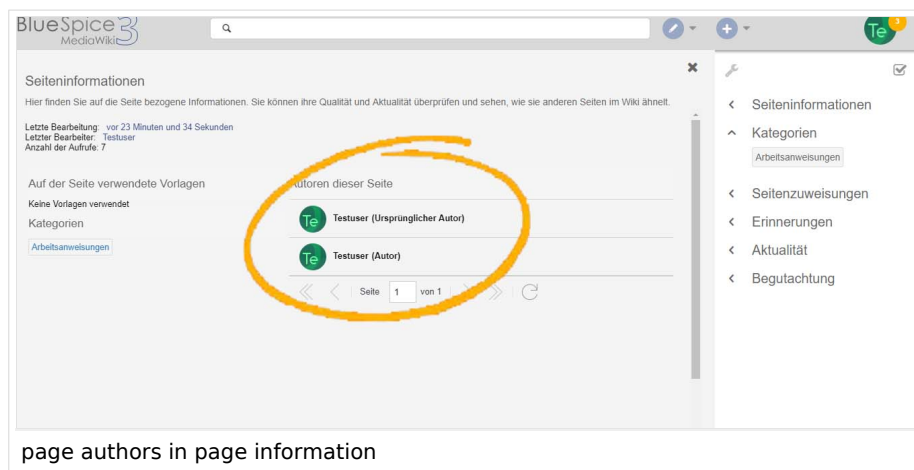 BlueSpice 3
MediaWiki
Te
3
Seiteninformationen
Hier finden Sie auf die Seite bezogene Informationen. Sie können ihre Qualität und Aktualität überprüfen und sehen, wie sie anderen Seiten im Wiki ähnelt.
Letzte Bearbeitung: vor 23 Minuten und 34 Sekunden
Letzter Bearbeiter: Testuser
Anzahl der Aufrufe: 7
Auf der Seite verwendete Vorlagen
Keine Vorlagen verwendet
Kategorien
Arbeitsanweisungen
Autoren dieser Seite
Te Testuser (Ursprünglicher Autor)
Te Testuser (Autor)
Seite 1 von 1
Seiteninformationen
Kategorien
Arbeitsanweisungen
Seitenzuweisungen
Erinnerungen
Aktualität
Begutachtung
page authors in page information